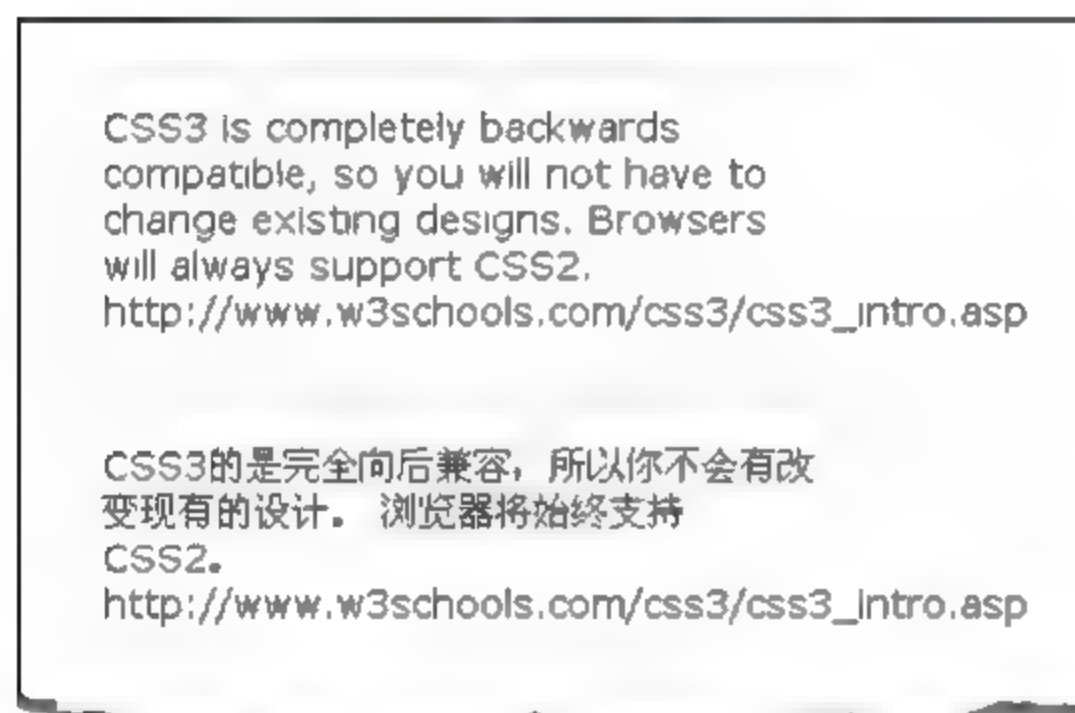 CSS3 is completely backwards
compatible, so you will not have to
change existing designs. Browsers
will always support CSS2.
http://www.w3schools.com/css3/css3_intro.asp
CSS3的是完全向后兼容，所以你不会有改
变现有的设计。 浏览器将始终支持
CSS2。
http://www.w3schools.com/css3/css3_intro.asp